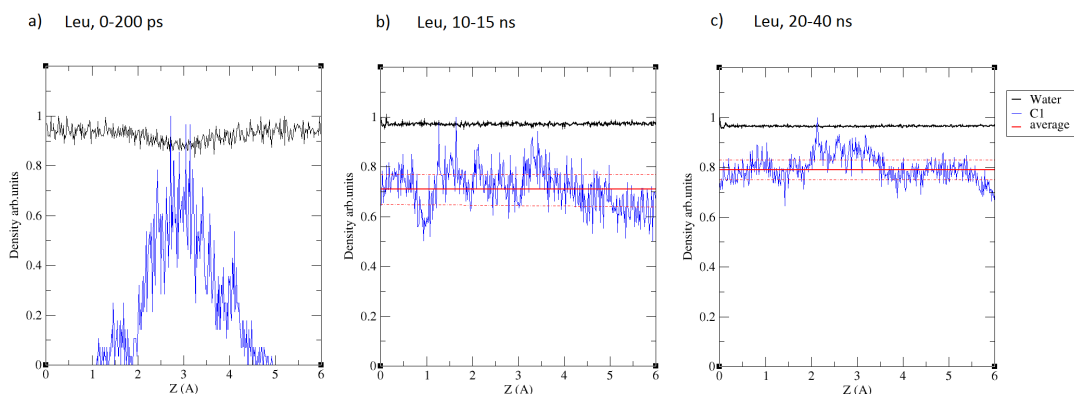 a) Leu, 0-200 ps
b) Leu, 10-15 ns
c) Leu, 20-40 ns
Density arb.units
1
0.8
0.6
0.4
0.2
0
0 1 2 3 4 5 6
Z (A)
Density arb.units
1
0.8
0.6
0.4
0.2
0 1 2 3 4 5 6
Z (A)
Density arb.units
1
0.8
0.6
0.4
0.2
0 1 2 3 4 5 6
Z (A)
Water
C1
average